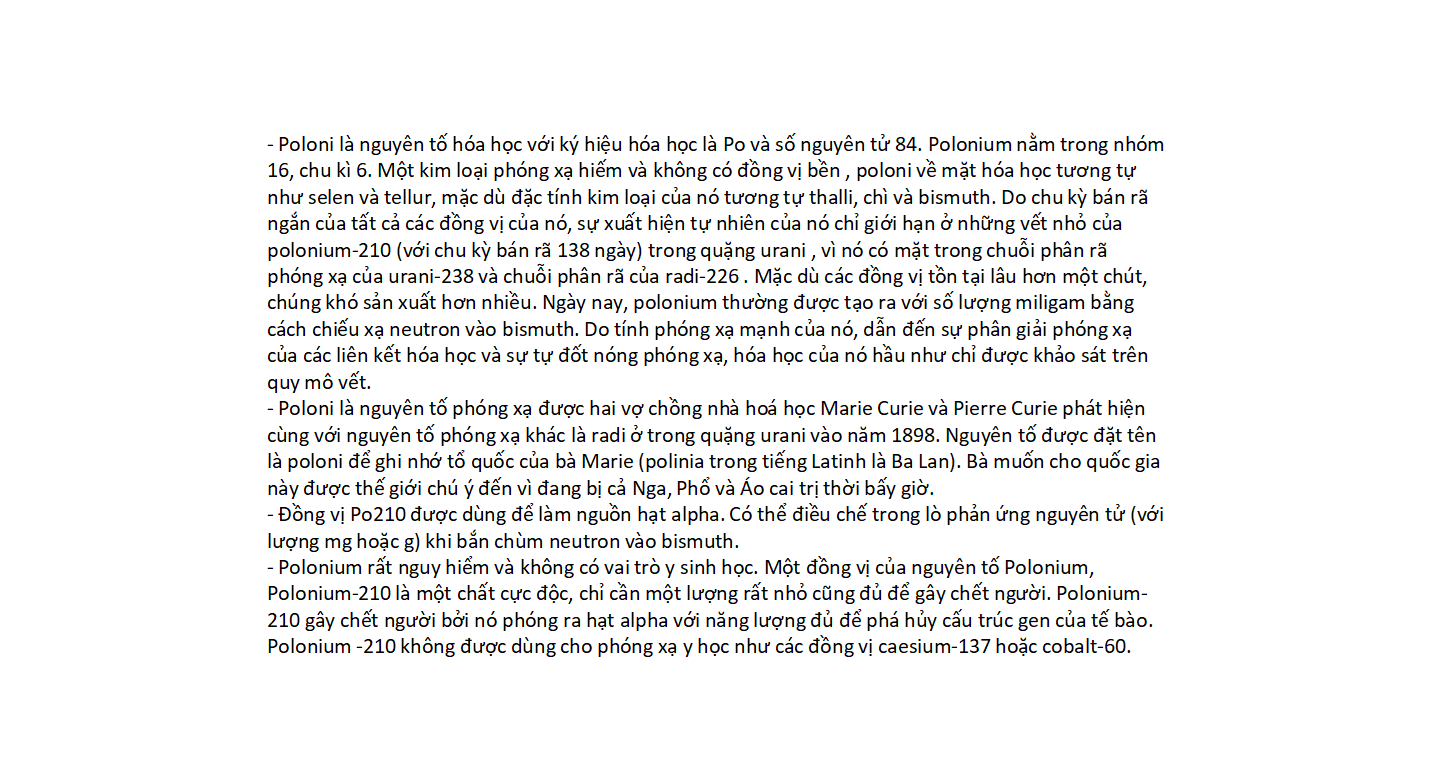 - Poloni là nguyên tố hóa học với ký hiệu hóa học là Po và số nguyên tử 84. Polonium nằm trong nhóm
16, chu kì 6. Một kim loại phóng xạ hiếm và không có đồng vị bền , poloni về mặt hóa học tương tự
như selen và tellur, mặc dù đặc tính kim loại của nó tương tự thalli, chì và bismuth. Do chu kỳ bán rã
ngắn của tất cả các đồng vị của nó, sự xuất hiện tự nhiên của nó chỉ giới hạn ở những vết nhỏ của
polonium-210 (với chu kỳ bán rã 138 ngày) trong quặng urani , vì nó có mặt trong chuỗi phân rã
phóng xạ của urani-238 và chuỗi phân rã của radi-226 . Mặc dù các đồng vị tồn tại lâu hơn một chút,
chúng khó sản xuất hơn nhiều. Ngày nay, polonium thường được tạo ra với số lượng miligam bằng
cách chiếu xạ neutron vào bismuth. Do tính phóng xạ mạnh của nó, dẫn đến sự phân giải phóng xạ
của các liên kết hóa học và sự tự đốt nóng phóng xạ, hóa học của nó hầu như chỉ được khảo sát trên
quy mô vết.
- Poloni là nguyên tố phóng xạ được hai vợ chồng nhà hoá học Marie Curie và Pierre Curie phát hiện
cùng với nguyên tố phóng xạ khác là radi ở trong quặng urani vào năm 1898. Nguyên tố được đặt tên
là poloni để ghi nhớ tổ quốc của bà Marie (polinia trong tiếng Latinh là Ba Lan). Bà muốn cho quốc gia
này được thế giới chú ý đến vì đang bị cả Nga, Phổ và Áo cai trị thời bấy giờ.
- Đồng vị Po210 được dùng để làm nguồn hạt alpha. Có thể điều chế trong lò phản ứng nguyên tử (với
lượng mg hoặc g) khi bắn chùm neutron vào bismuth.
- Polonium rất nguy hiểm và không có vai trò y sinh học. Một đồng vị của nguyên tố Polonium,
Polonium-210 là một chất cực độc, chỉ cần một lượng rất nhỏ cũng đủ để gây chết người. Polonium-
210 gây chết người bởi nó phóng ra hạt alpha với năng lượng đủ để phá hủy cấu trúc gen của tế bào.
Polonium -210 không được dùng cho phóng xạ y học như các đồng vị caesium-137 hoặc cobalt-60.